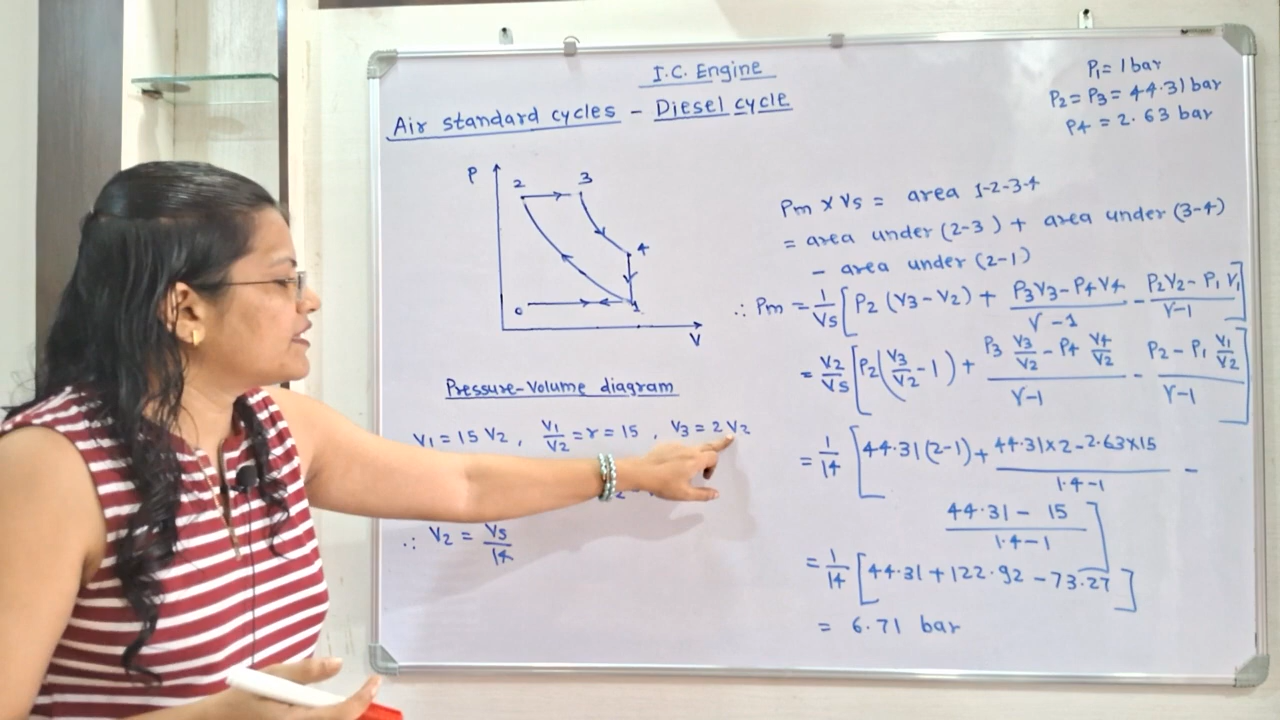 I.C. Engine
Air standard cycles - Diesel cycle
P₁ = 1 bar
P₂ = P₃ = 44.31 bar
P4 = 2.63 bar
P
2
3
4
0
1
V
Pressure-Volume diagram
V₁ = 15 V₂ , V₁/V₂ = r = 15 , V₃ = 2 V₂
∴ V₂ = Vs/14
Pm × Vs = area 1-2-3-4
= area under (2-3) + area under (3-4)
- area under (2-1)
∴ Pm = 1/Vs [P₂ (V₃-V₂) + (P₃V₃-P4V4)/(γ-1) - (P₂V₂-P₁V₁)/(γ-1)]
= V₂/Vs [P₂(V₃/V₂ -1) + (P₃ V₃/V₂ - P4 V4/V₂)/(γ-1) - (P₂-P₁ V₁/V₂)/(γ-1)]
= 1/14 [44.31(2-1) + (44.31×2-2.63×15)/(1.4-1) -
(44.31-15)/(1.4-1)]
= 1/14 [44.31+122.92-73.27]
= 6.71 bar